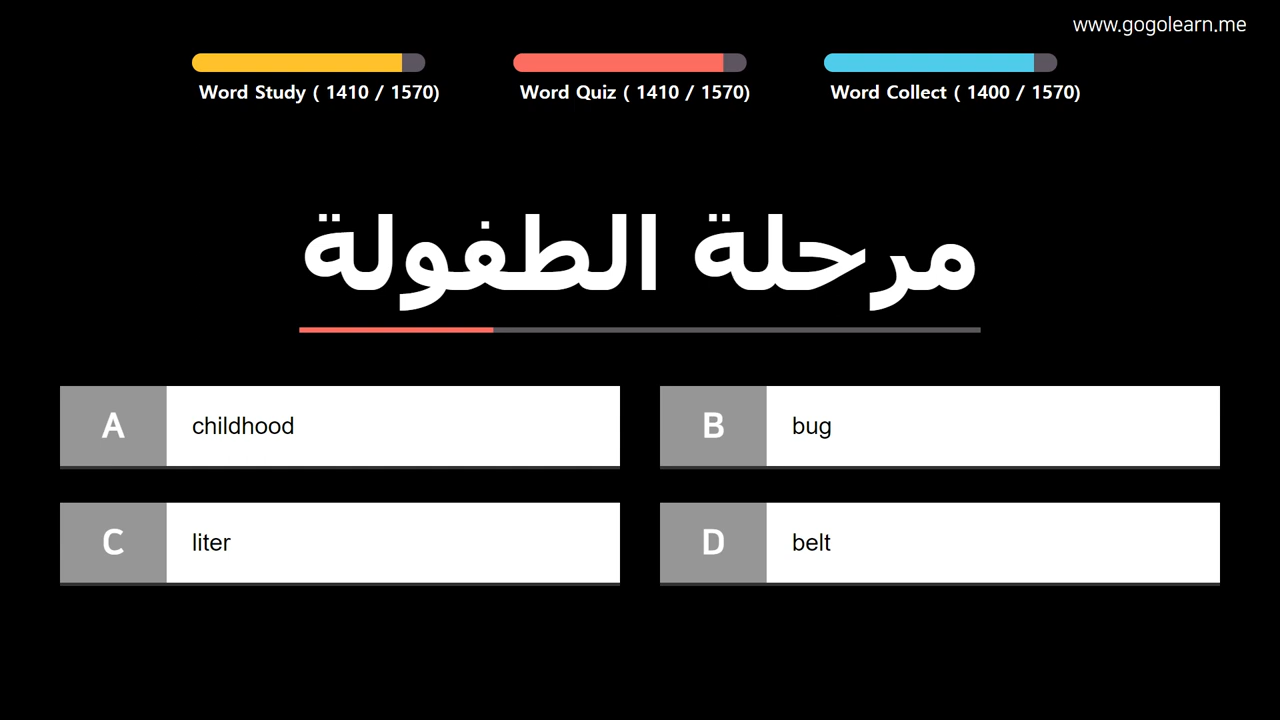 www.gogolearn.me
Word Study ( 1410 / 1570)
Word Quiz ( 1410 / 1570)
Word Collect ( 1400 / 1570)
مرحلة الطفولة
A childhood
B bug
C liter
D belt